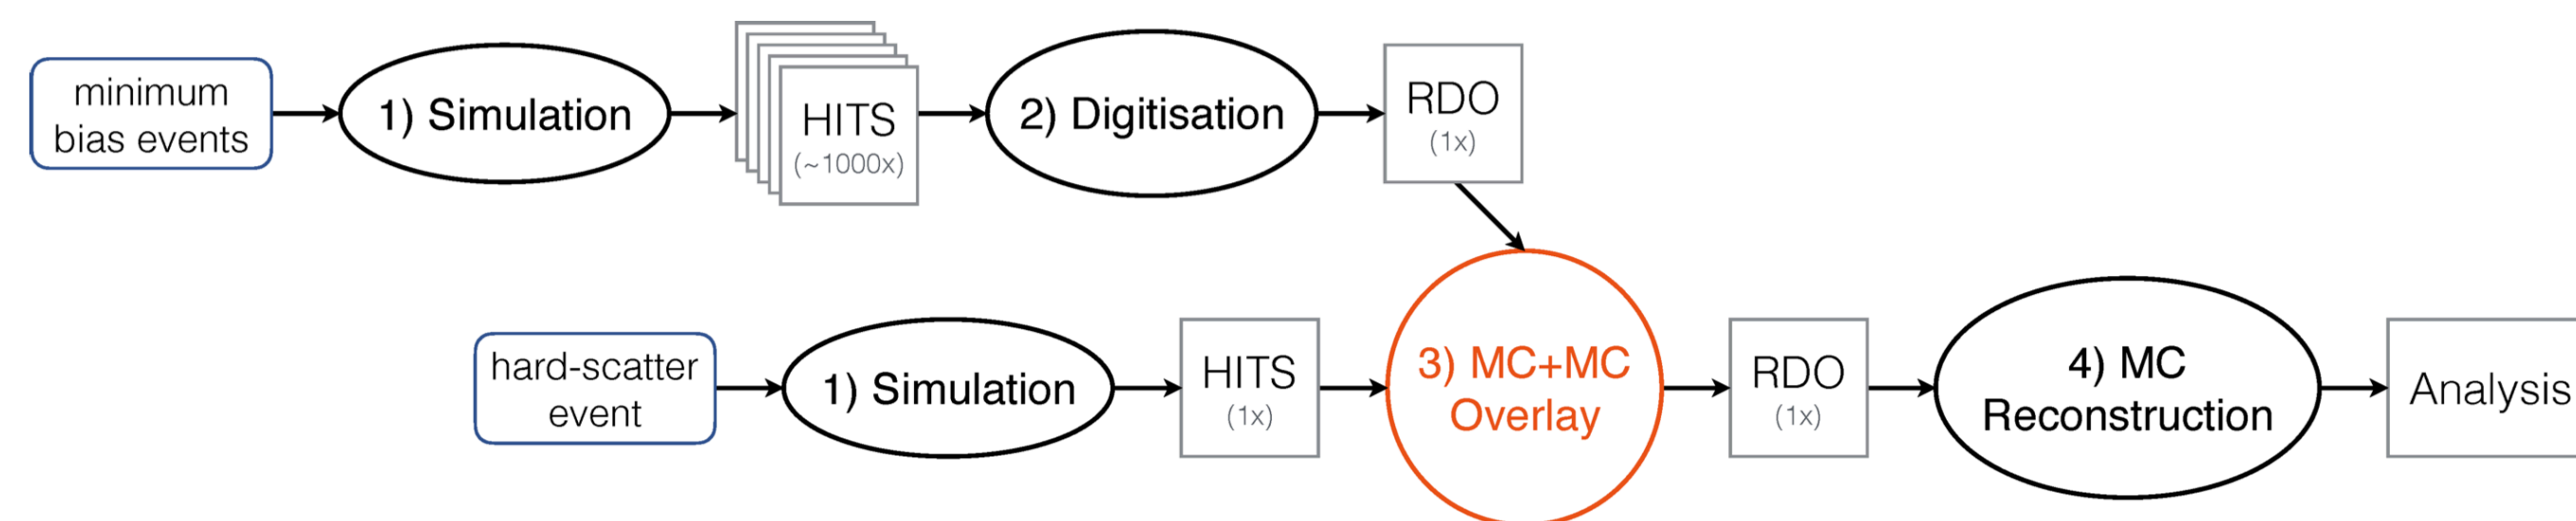 minimum
bias events
1) Simulation
HITS
(~1000x)
2) Digitisation
RDO
(1x)
hard-scatter
event
1) Simulation
HITS
(1x)
3) MC+MC
Overlay
RDO
(1x)
4) MC
Reconstruction
Analysis